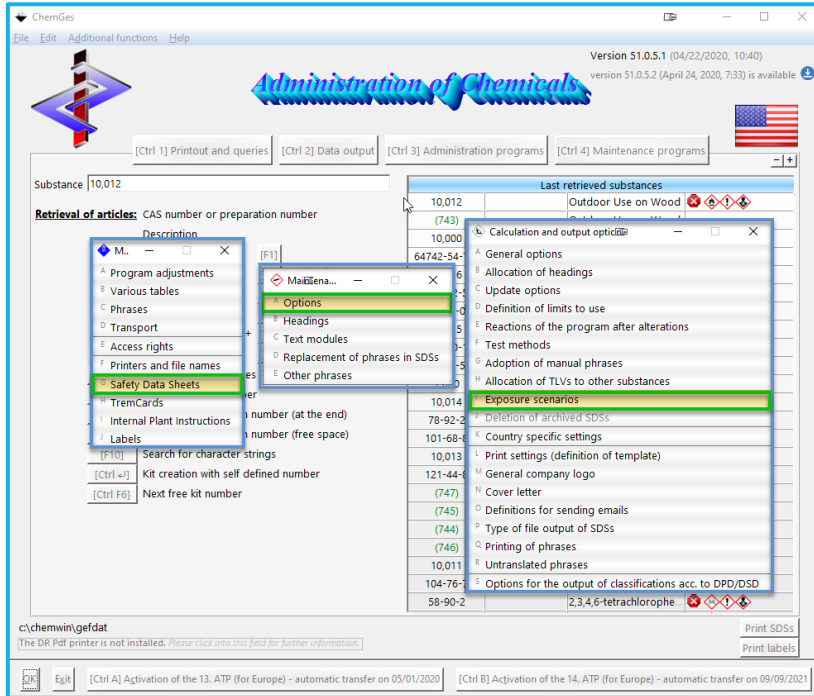 ChemGes
File Edit Additional functions Help
Version 51.0.5.1 (04/22/2020, 10:40)
version 51.0.5.2 (April 24, 2020, 7:33) is available
Administration of Chemicals
[Ctrl 1] Printout and queries [Ctrl 2] Data output [Ctrl 3] Administration programs [Ctrl 4] Maintenance programs
- +
Substance 10,012
Retrieval of articles: CAS number or preparation number
Description
[F1]
number (at the end)
number (free space)
[F10] Search for character strings
[Ctrl ↵] Kit creation with self defined number
[Ctrl F6] Next free kit number
Last retrieved substances
10,012 Outdoor Use on Wood
(743)
10,000
64742-54-
10,014
78-92-2
101-68-8
10,013
121-44-8
(747)
(745)
(744)
(746)
10,011
104-76-7
58-90-2 2,3,4,6-tetrachlorophe...
M..
A Program adjustments
B Various tables
C Phrases
D Transport
E Access rights
F Printers and file names
G Safety Data Sheets
H TremCards
I Internal Plant Instructions
J Labels
Maintena...
A Options
B Headings
C Text modules
D Replacement of phrases in SDSs
E Other phrases
Calculation and output options
A General options
B Allocation of headings
C Update options
D Definition of limits to use
E Reactions of the program after alterations
F Test methods
G Adoption of manual phrases
H Allocation of TLVs to other substances
I Exposure scenarios
J Deletion of archived SDSs
K Country specific settings
L Print settings (definition of template)
M General company logo
N Cover letter
O Definitions for sending emails
P Type of file output of SDSs
Q Printing of phrases
R Untranslated phrases
S Options for the output of classifications acc. to DPD/DSD
c:\chemwin\gefdat
The DR Pdf printer is not installed. Please click into this field for further information.
Print SDSs
Print labels
OK Exit [Ctrl A] Activation of the 13. ATP (for Europe) - automatic transfer on 05/01/2020 [Ctrl B] Activation of the 14. ATP (for Europe) - automatic transfer on 09/09/2021